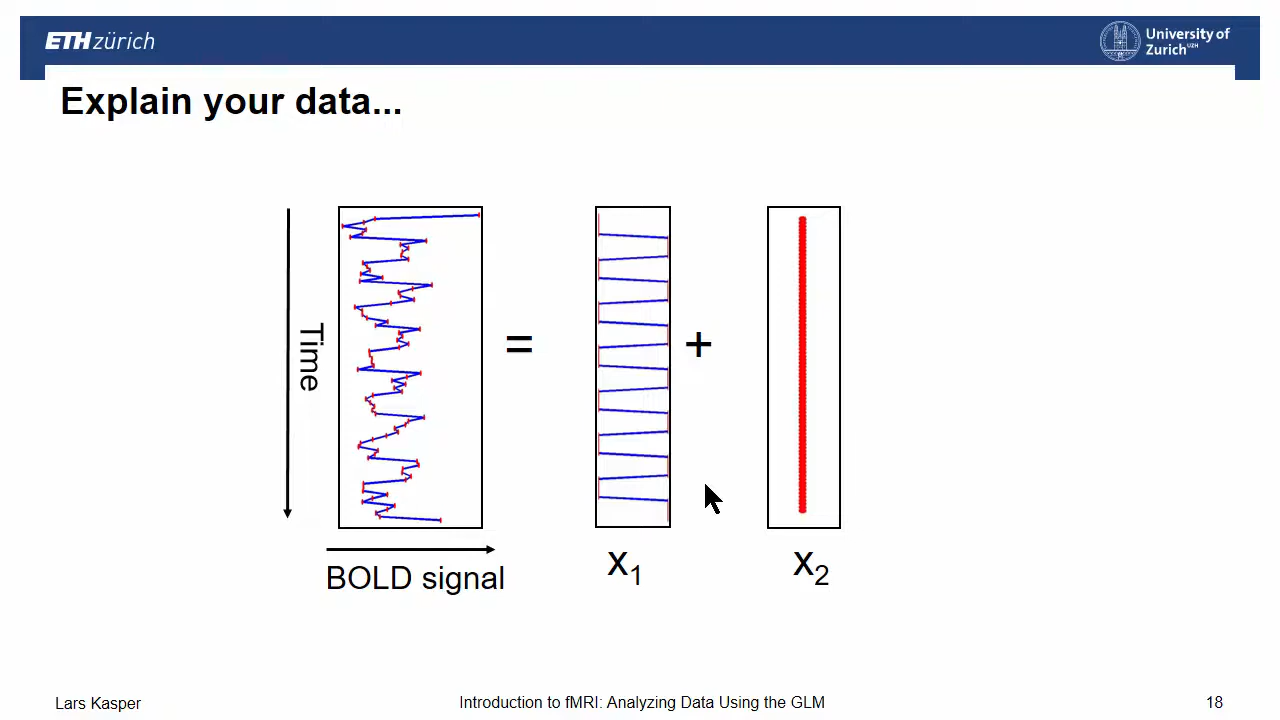 ETH zürich
University of
Zurich UZH
Explain your data...
Time
=
+
BOLD signal
x1
x2
Lars Kasper
Introduction to fMRI: Analyzing Data Using the GLM
18